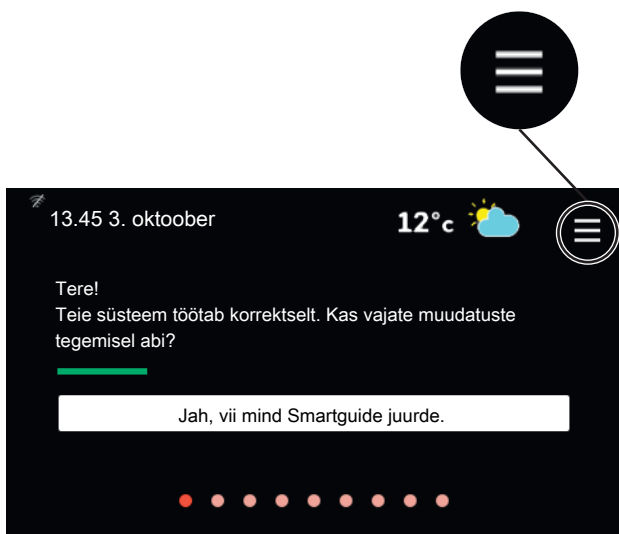 13.45 3. oktoober
12°c
Tere!
Teie süsteem töötab korrektselt. Kas vajate muudatuste
tegemisel abi?
Jah, vii mind Smartguide juurde.